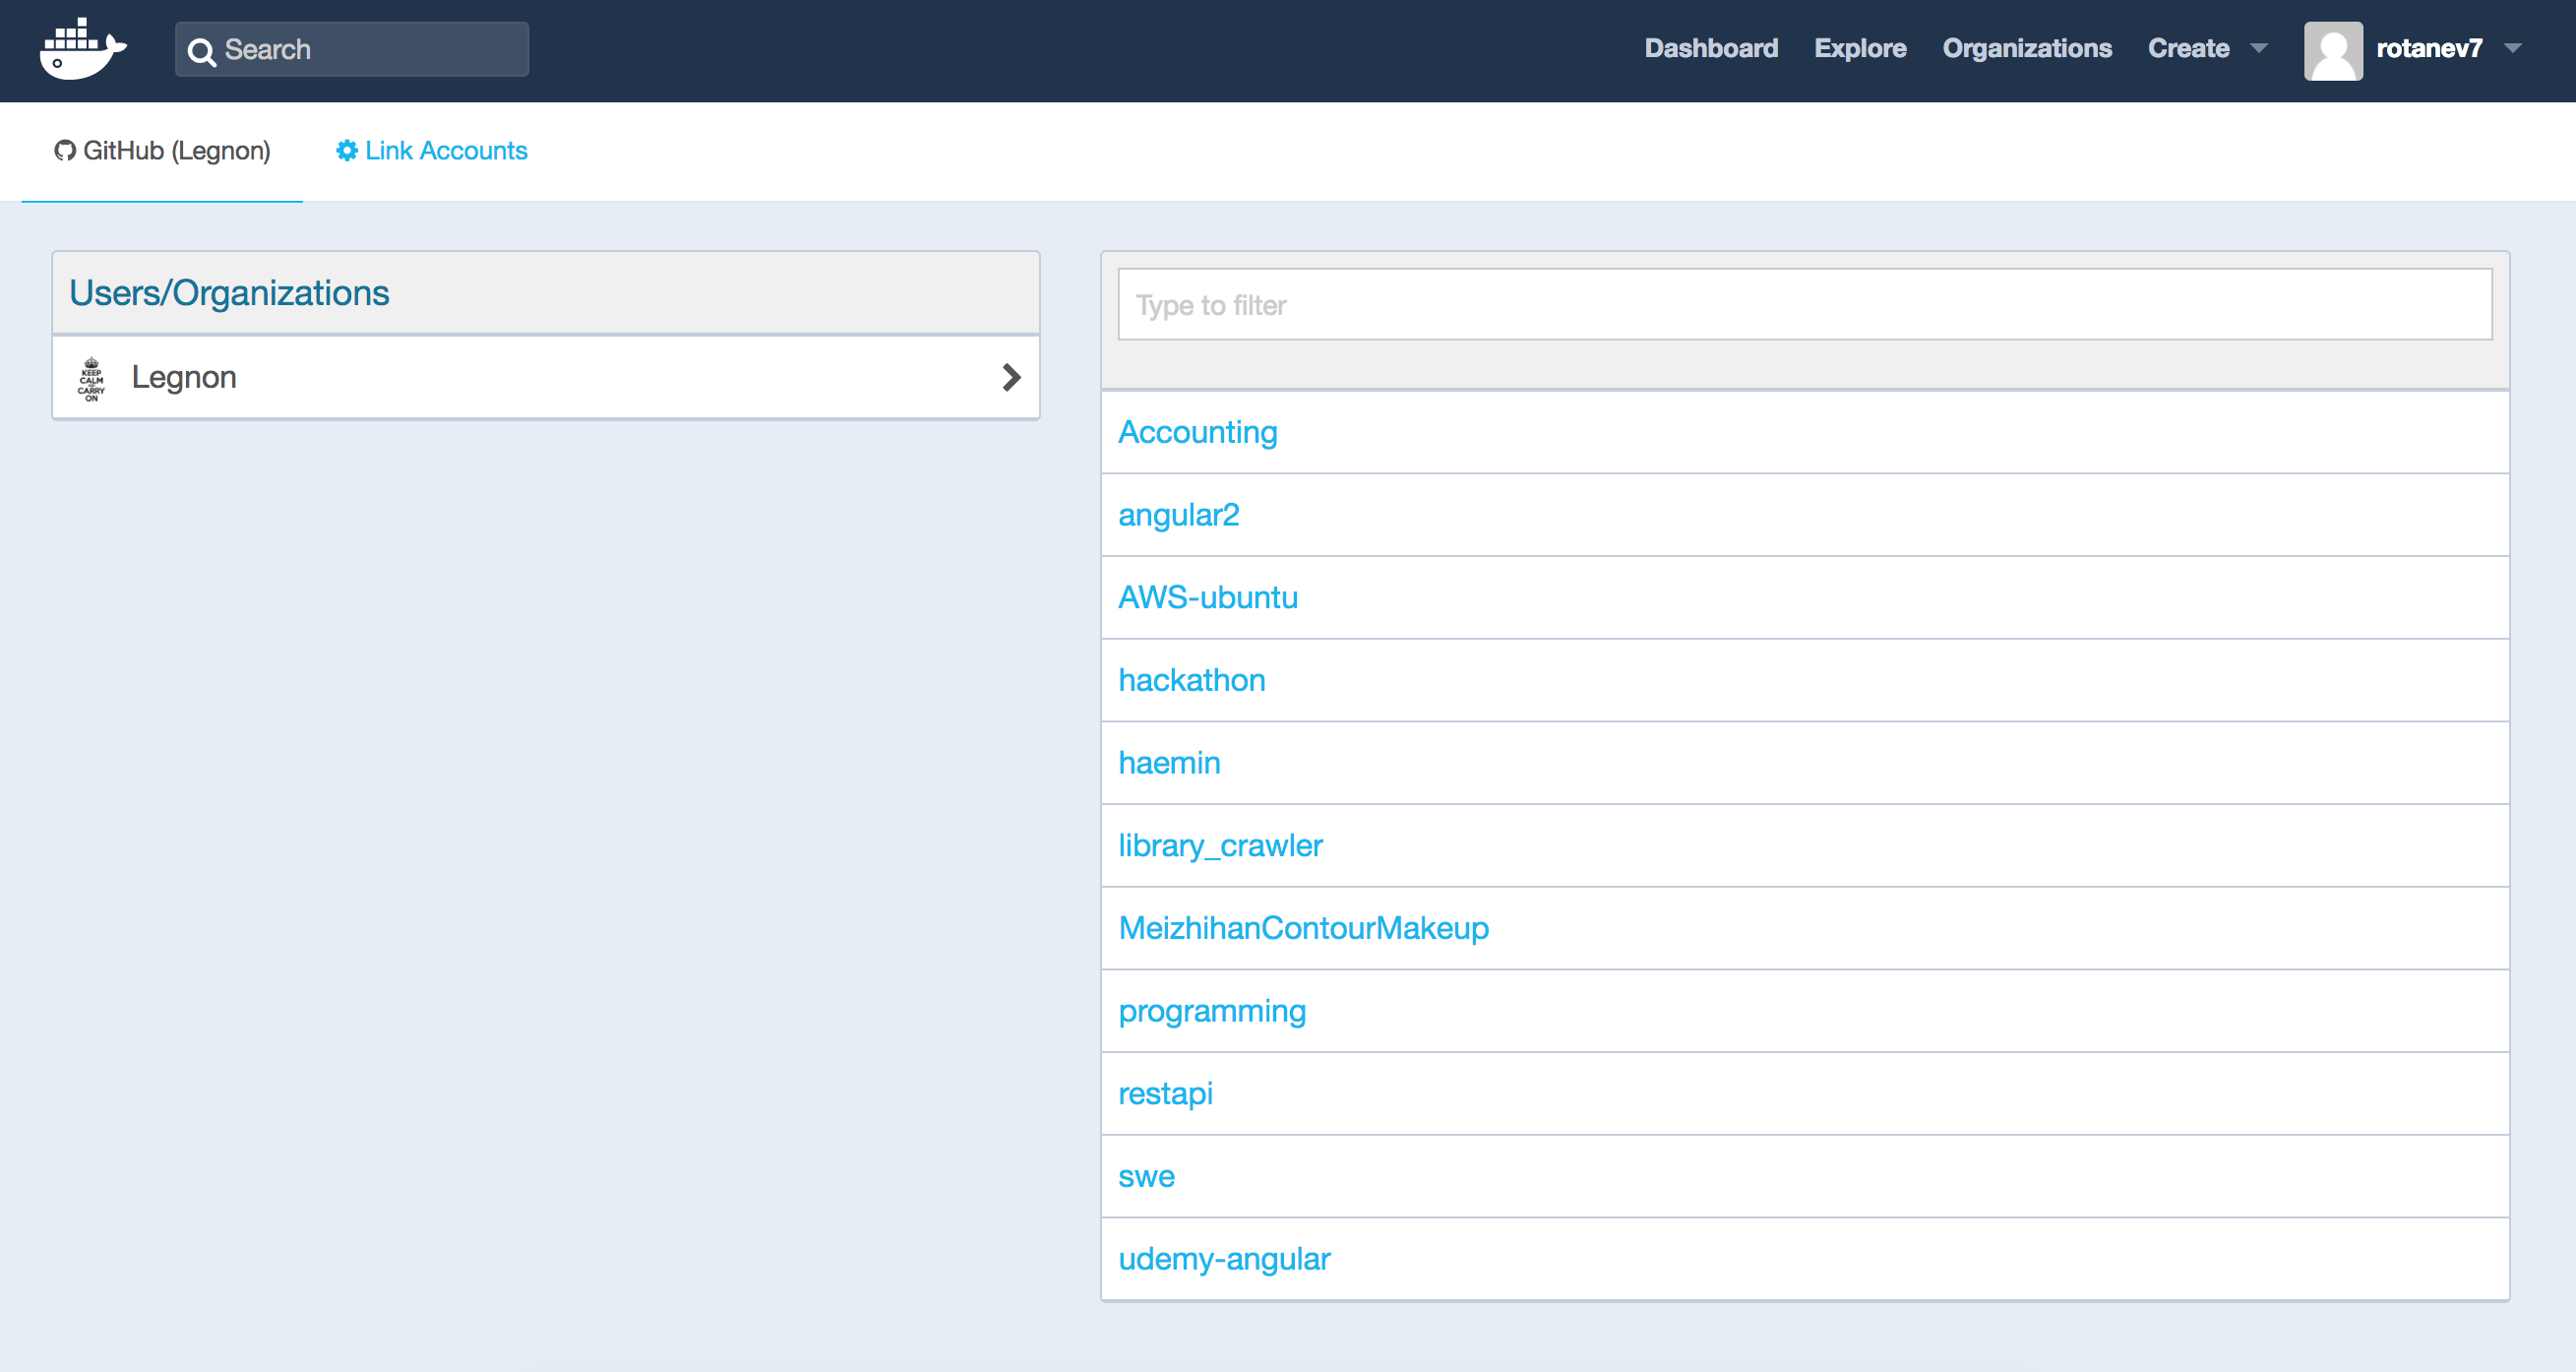 Search
Dashboard Explore Organizations Create rotanev7
GitHub (Legnon) Link Accounts
Users/Organizations
KEEP
CALM
AND
CARRY
ON
Legnon
Type to filter
Accounting
angular2
AWS-ubuntu
hackathon
haemin
library_crawler
MeizhihanContourMakeup
programming
restapi
swe
udemy-angular